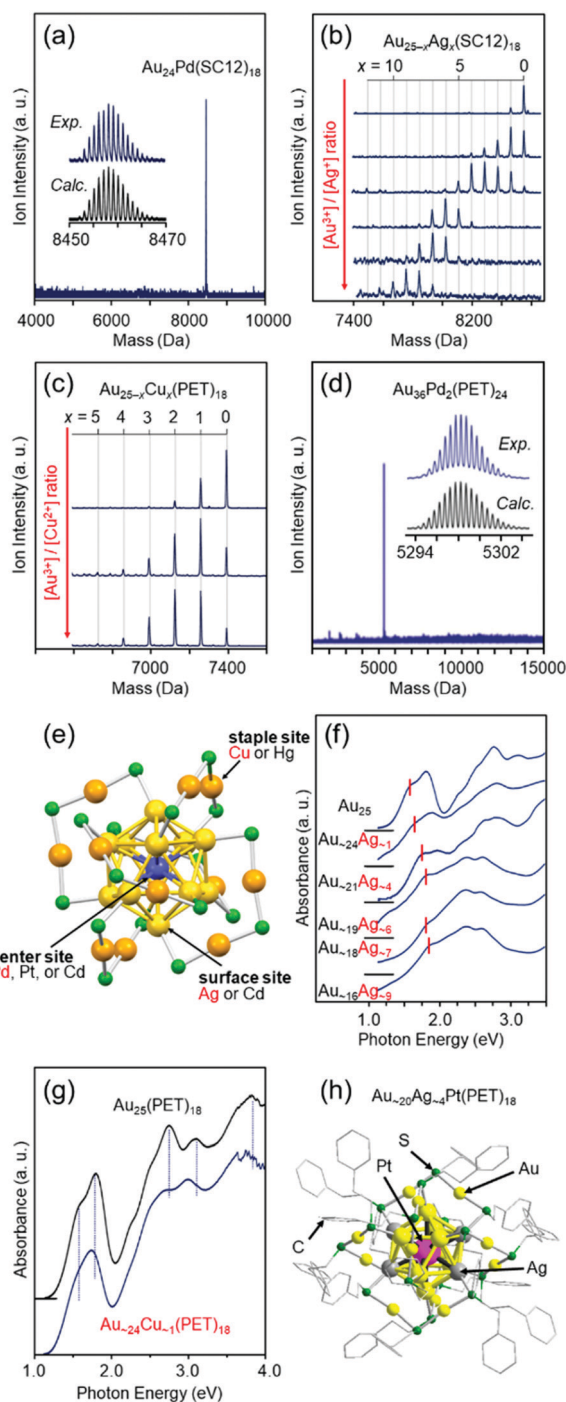 (a)
Au24Pd(SC12)18
Exp.
Calc.
8450 8470
Ion Intensity (a. u.)
4000 6000 8000 10000
Mass (Da)
(b)
Au25–xAgx(SC12)18
x = 10 5 0
Ion Intensity (a. u.)
[Au3+] / [Ag+] ratio
7400 8200
Mass (Da)
(c)
Au25–xCux(PET)18
x = 5 4 3 2 1 0
Ion Intensity (a. u.)
[Au3+] / [Cu2+] ratio
7000 7400
Mass (Da)
(d)
Au36Pd2(PET)24
Exp.
Calc.
5294 5302
Ion Intensity (a. u.)
5000 10000 15000
Mass (Da)
(e)
staple site
Cu or Hg
enter site
d, Pt, or Cd
surface site
Ag or Cd
(f)
Absorbance (a. u.)
Au25
Au~24Ag~1
Au~21Ag~4
Au~19Ag~6
Au~18Ag~7
Au~16Ag~9
1.0 2.0 3.0
Photon Energy (eV)
(g)
Au25(PET)18
Absorbance (a. u.)
Au~24Cu~1(PET)18
1.0 2.0 3.0 4.0
Photon Energy (eV)
(h)
Au~20Ag~4Pt(PET)18
S
Pt
Au
C
Ag